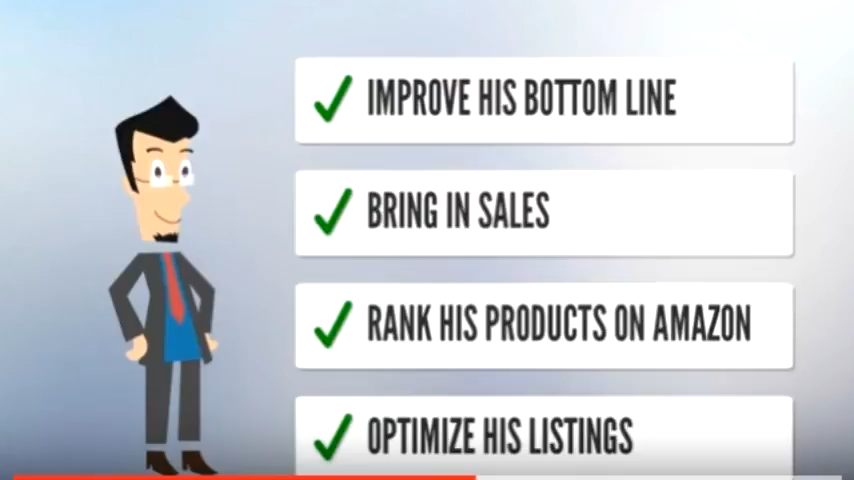 IMPROVE HIS BOTTOM LINE
BRING IN SALES
RANK HIS PRODUCTS ON AMAZON
OPTIMIZE HIS LISTINGS